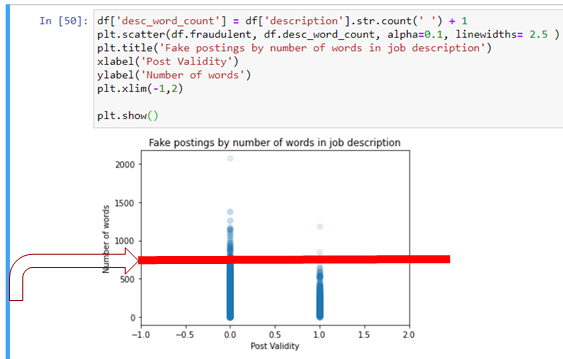 In [50]: df['desc_word_count'] = df['description'].str.count(' ') + 1
plt.scatter(df.fraudulent, df.desc_word_count, alpha=0.1, linewidths= 2.5 )
plt.title('Fake postings by number of words in job description')
xlabel('Post Validity')
ylabel('Number of words')
plt.xlim(-1,2)
plt.show()
Fake postings by number of words in job description
2000
1500
1000
500
0
Number of words
−1.0 −0.5 0.0 0.5 1.0 1.5 2.0
Post Validity